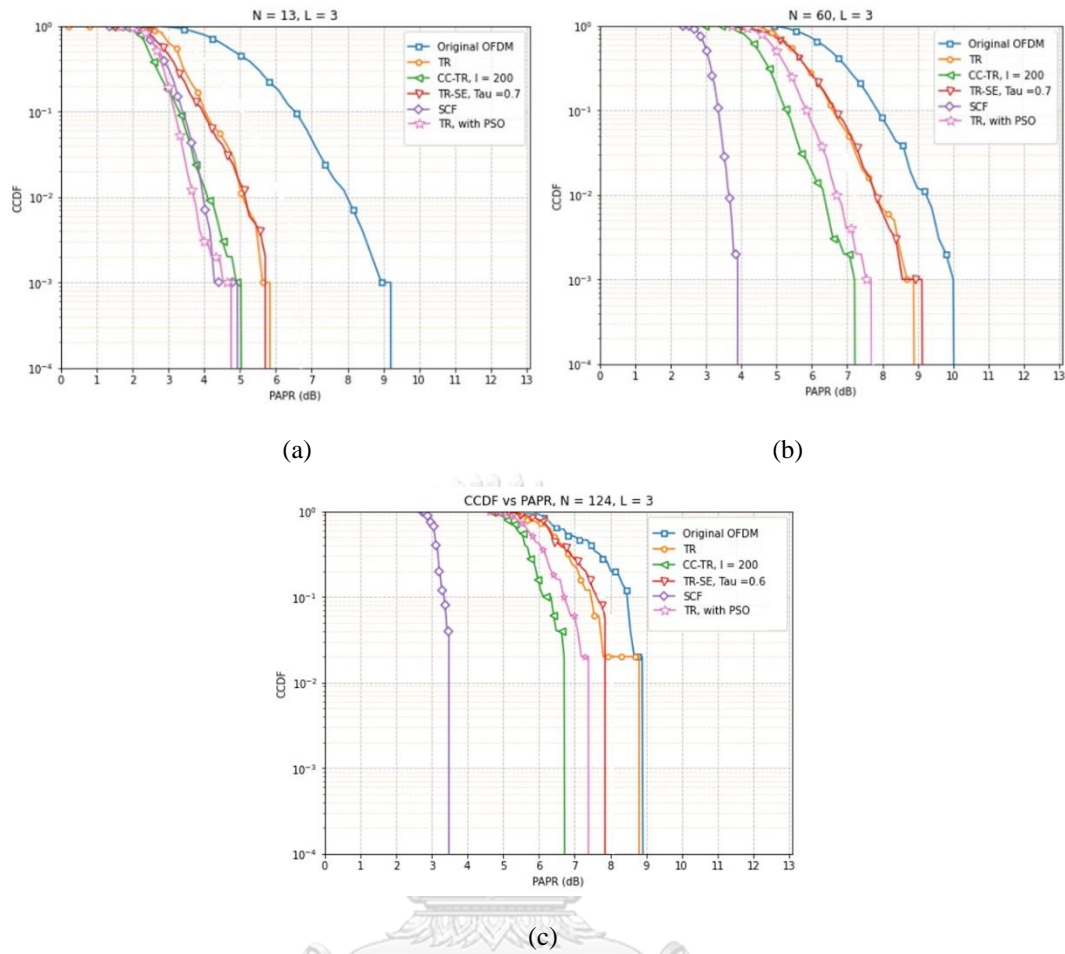 N = 13, L = 3
Original OFDM
TR
CC-TR, I = 200
TR-SE, Tau =0.7
SCF
TR, with PSO
CCDF
10⁰
10⁻¹
10⁻²
10⁻³
10⁻⁴
0 1 2 3 4 5 6 7 8 9 10 11 12 13
PAPR (dB)
(a)
N = 60, L = 3
Original OFDM
TR
CC-TR, I = 200
TR-SE, Tau =0.7
SCF
TR, with PSO
CCDF
10⁰
10⁻¹
10⁻²
10⁻³
10⁻⁴
0 1 2 3 4 5 6 7 8 9 10 11 12 13
PAPR (dB)
(b)
CCDF vs PAPR, N = 124, L = 3
Original OFDM
TR
CC-TR, I = 200
TR-SE, Tau =0.6
SCF
TR, with PSO
CCDF
10⁰
10⁻¹
10⁻²
10⁻³
10⁻⁴
0 1 2 3 4 5 6 7 8 9 10 11 12 13
PAPR (dB)
(c)